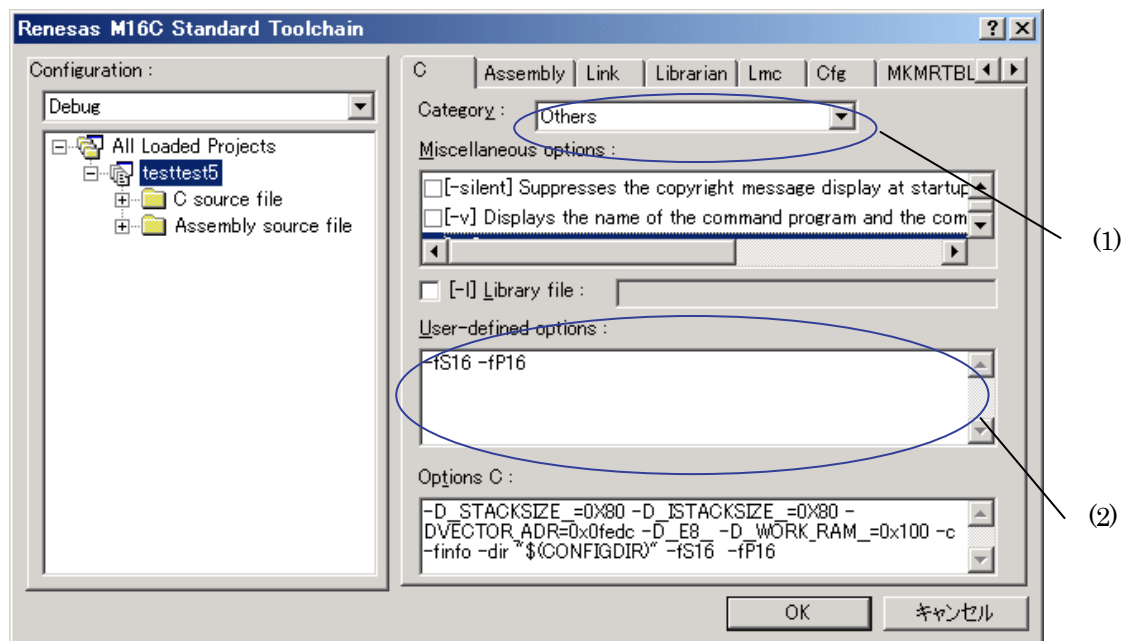 Renesas M16C Standard Toolchain
Configuration :
Debug
All Loaded Projects
testtest5
C source file
Assembly source file
C Assembly Link Librarian Lmc Cfg MKMRTBL
Category :
Others
Miscellaneous options :
[-silent] Suppresses the copyright message display at startup
[-v] Displays the name of the command program and the com
[-l] Library file :
User-defined options :
-fS16 -fP16
Options C :
-D_STACKSIZE_=0X80 -D_ISTACKSIZE_=0X80 -
DVECTOR_ADR=0x0fedc -D_E8_ -D_WORK_RAM_=0x100 -c
-finfo -dir "$(CONFIGDIR)" -fS16 -fP16
OK
キャンセル
(1)
(2)